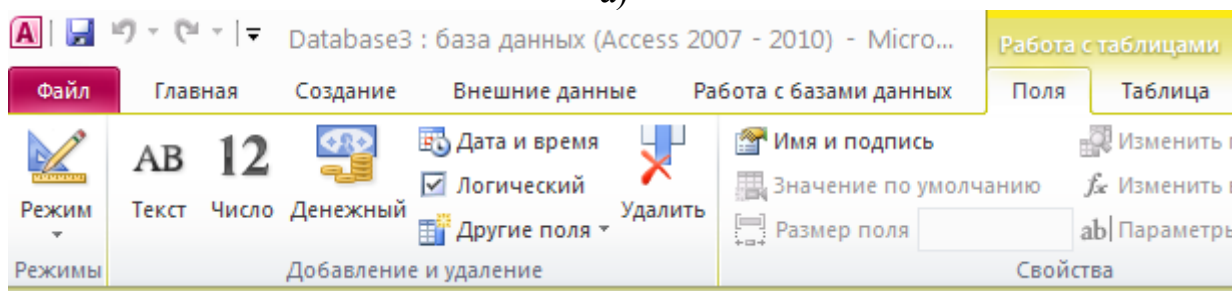 а)
Database3 : база данных (Access 2007 - 2010) - Micro...
Работа с таблицами
Файл Главная Создание Внешние данные Работа с базами данных Поля Таблица
Режим
АВ Текст
12 Число
Денежный
Дата и время
Логический
Другие поля
Удалить
Имя и подпись
Значение по умолчанию
Размер поля
Изменить
fx Изменить
ab| Параметры
Режимы Добавление и удаление Свойства